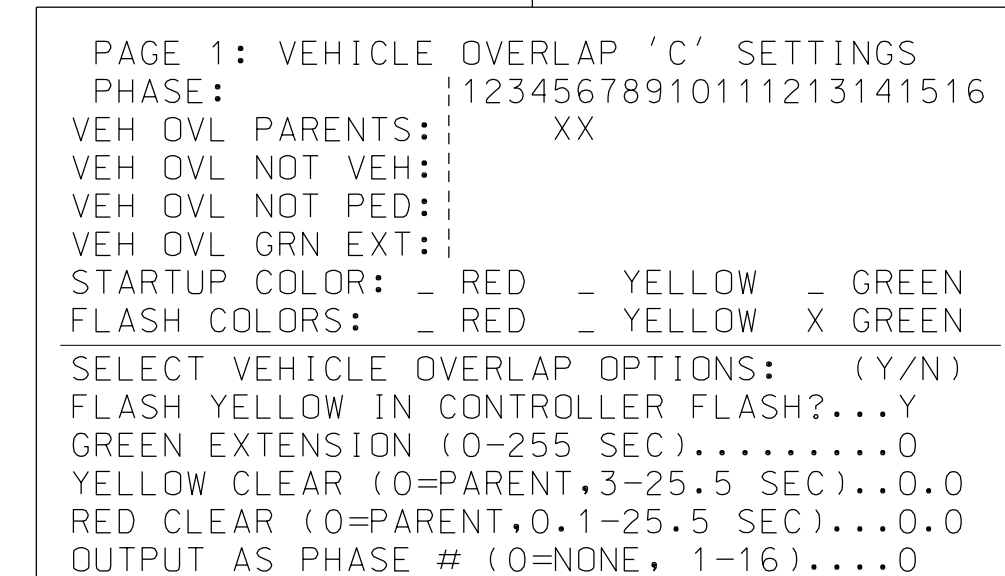 PAGE 1: VEHICLE OVERLAP 'C' SETTINGS
PHASE: |12345678910111213141516
VEH OVL PARENTS: | XX
VEH OVL NOT VEH: |
VEH OVL NOT PED: |
VEH OVL GRN EXT: |
STARTUP COLOR: _ RED _ YELLOW _ GREEN
FLASH COLORS: _ RED _ YELLOW X GREEN
SELECT VEHICLE OVERLAP OPTIONS: (Y/N)
FLASH YELLOW IN CONTROLLER FLASH?...Y
GREEN EXTENSION (0-255 SEC).........0
YELLOW CLEAR (0=PARENT,3-25.5 SEC)..0.0
RED CLEAR (0=PARENT,0.1-25.5 SEC)...0.0
OUTPUT AS PHASE # (0=NONE, 1-16)....0